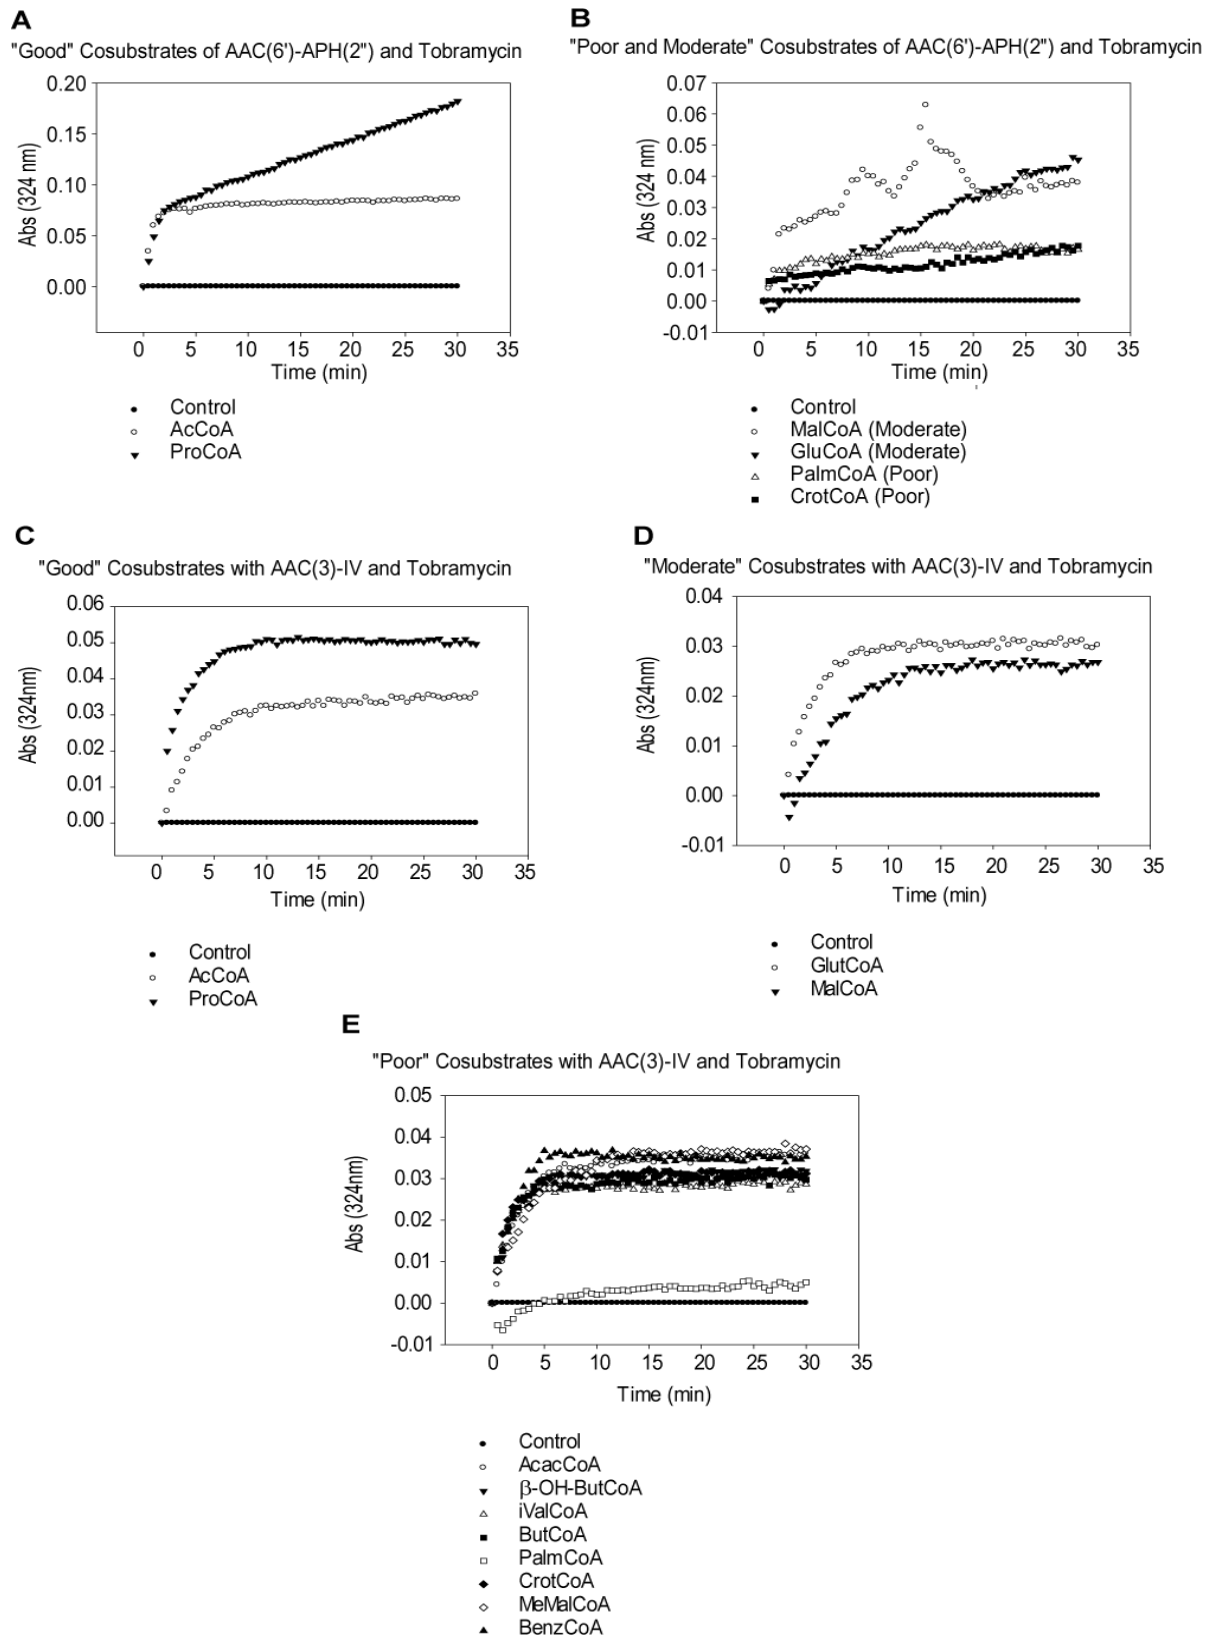 A
"Good" Cosubstrates of AAC(6')-APH(2") and Tobramycin
0.20
0.15
0.10
0.05
0.00
Abs (324 nm)
0 5 10 15 20 25 30 35
Time (min)
Control
AcCoA
ProCoA
B
"Poor and Moderate" Cosubstrates of AAC(6')-APH(2") and Tobramycin
0.07
0.06
0.05
0.04
0.03
0.02
0.01
0.00
-0.01
Abs (324 nm)
0 5 10 15 20 25 30 35
Time (min)
Control
MalCoA (Moderate)
GluCoA (Moderate)
PalmCoA (Poor)
CrotCoA (Poor)
C
"Good" Cosubstrates with AAC(3)-IV and Tobramycin
0.06
0.05
0.04
0.03
0.02
0.01
0.00
Abs (324nm)
0 5 10 15 20 25 30 35
Time (min)
Control
AcCoA
ProCoA
D
"Moderate" Cosubstrates with AAC(3)-IV and Tobramycin
0.04
0.03
0.02
0.01
0.00
-0.01
Abs (324nm)
0 5 10 15 20 25 30 35
Time (min)
Control
GlutCoA
MalCoA
E
"Poor" Cosubstrates with AAC(3)-IV and Tobramycin
0.05
0.04
0.03
0.02
0.01
0.00
-0.01
Abs (324nm)
0 5 10 15 20 25 30 35
Time (min)
Control
AcacCoA
β-OH-ButCoA
iValCoA
ButCoA
PalmCoA
CrotCoA
MeMalCoA
BenzCoA